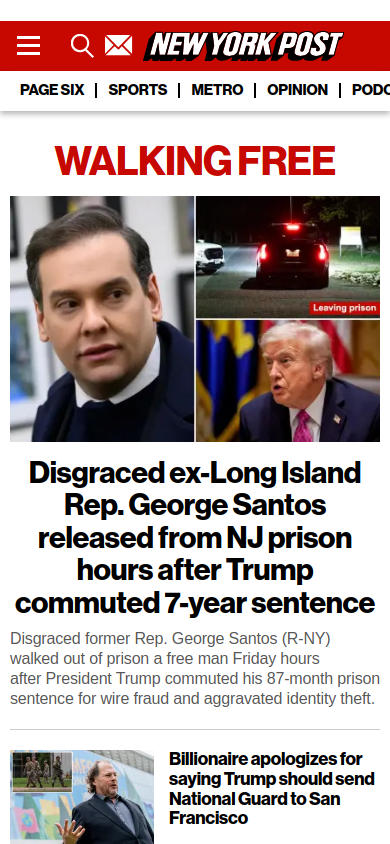 NEW YORK POST
PAGE SIX | SPORTS | METRO | OPINION | PODC
WALKING FREE
Leaving prison
Disgraced ex-Long Island
Rep. George Santos
released from NJ prison
hours after Trump
commuted 7-year sentence
Disgraced former Rep. George Santos (R-NY)
walked out of prison a free man Friday hours
after President Trump commuted his 87-month prison
sentence for wire fraud and aggravated identity theft.
Billionaire apologizes for
saying Trump should send
National Guard to San
Francisco